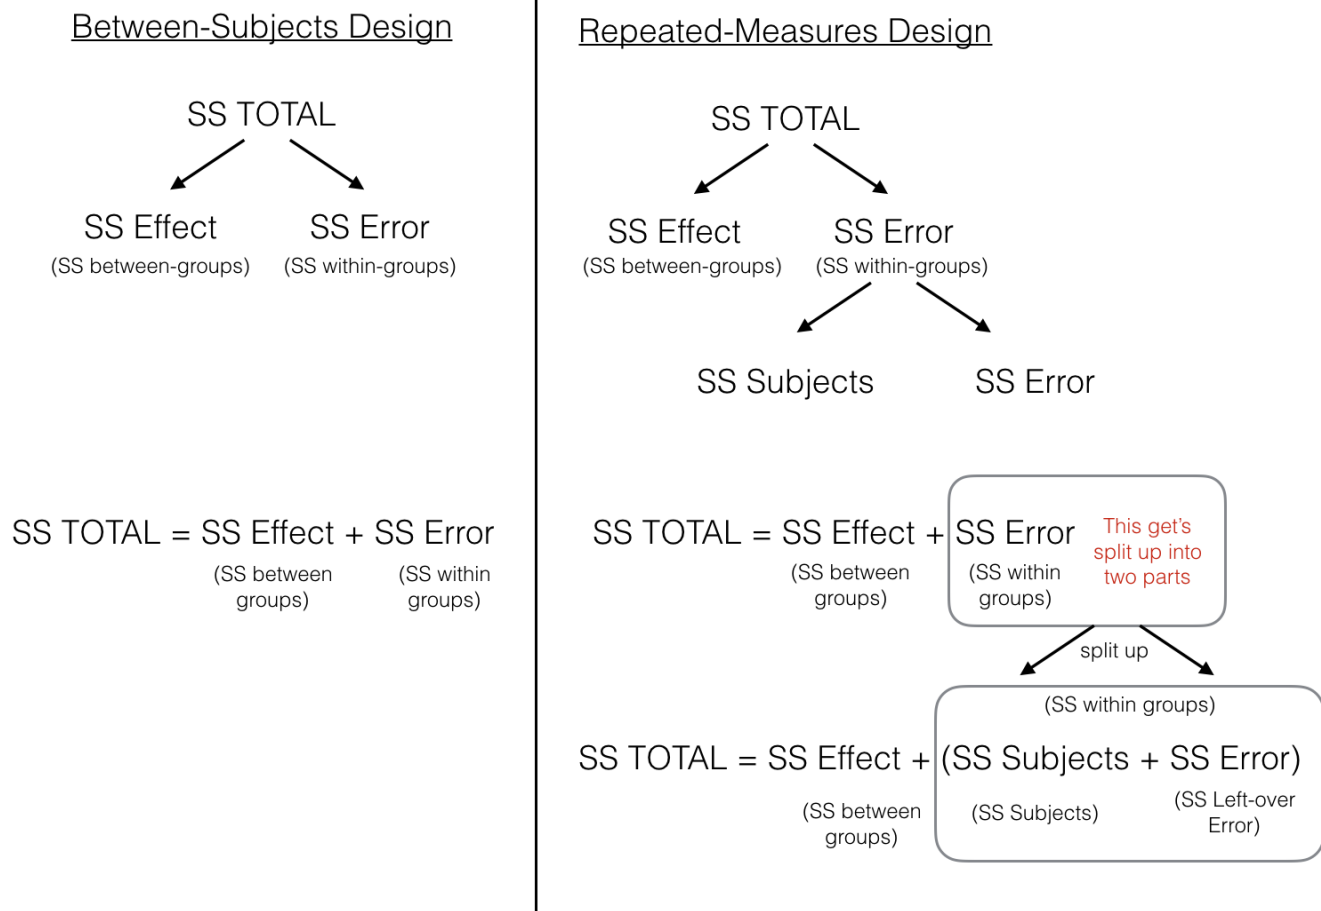 Between-Subjects Design
SS TOTAL
SS Effect SS Error
(SS between-groups) (SS within-groups)
SS TOTAL = SS Effect + SS Error
(SS between (SS within
groups) groups)
Repeated-Measures Design
SS TOTAL
SS Effect SS Error
(SS between-groups) (SS within-groups)
SS Subjects SS Error
SS TOTAL = SS Effect + SS Error
(SS between (SS within
groups) groups)
This get's
split up into
two parts
split up
(SS within groups)
SS TOTAL = SS Effect + (SS Subjects + SS Error)
(SS between
groups)
(SS Subjects)
(SS Left-over
Error)